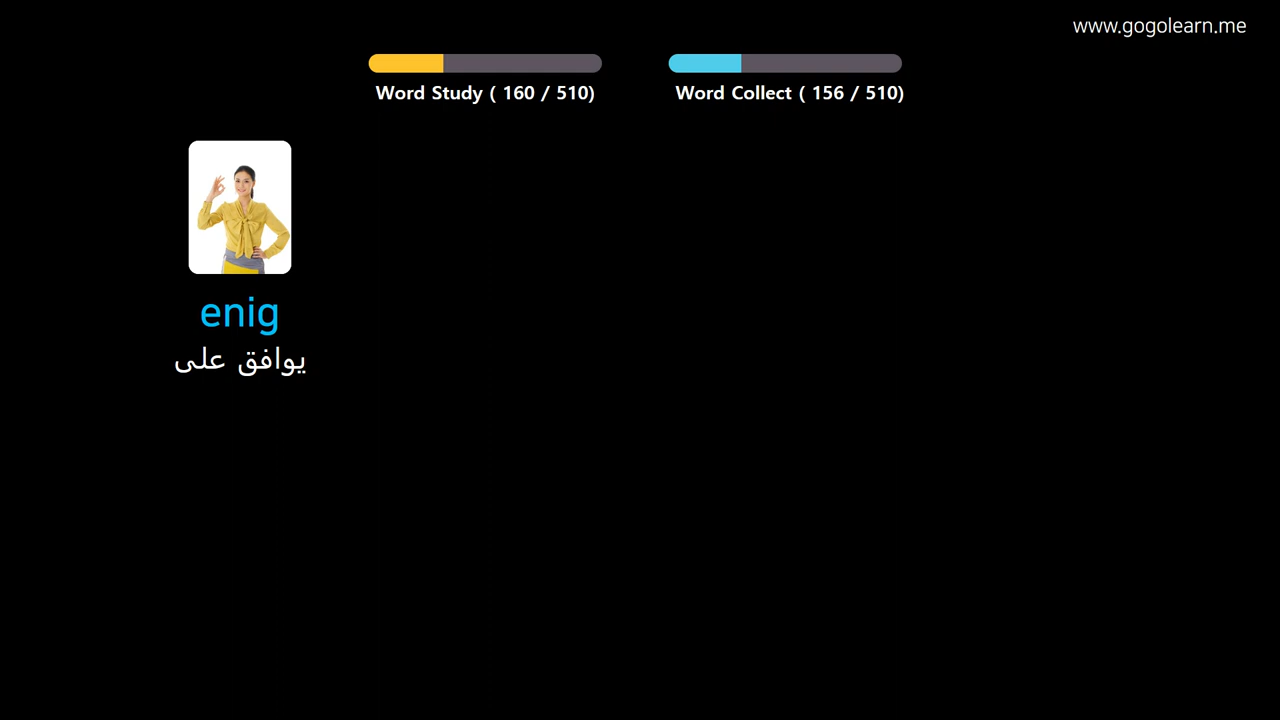 www.gogolearn.me
Word Study ( 160 / 510)
Word Collect ( 156 / 510)
enig
يوافق على